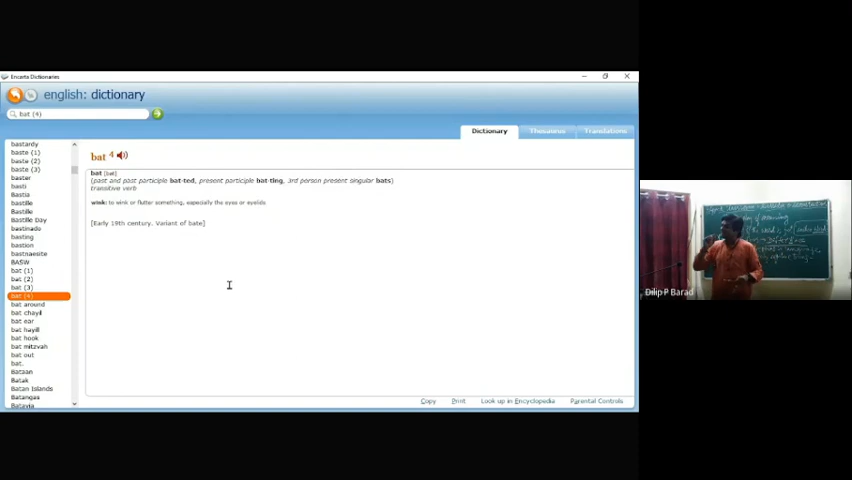 Encarta Dictionaries
english: dictionary
bat (4)
Dictionary
Thesaurus
Translations
bastardy
baste (1)
baste (2)
baste (3)
baster
basti
Bastia
bastille
Bastille
Bastille Day
bastinado
basting
bastion
bastnaesite
BASW
bat (1)
bat (2)
bat (3)
bat (4)
bat around
bat chayil
bat ear
bat hayil
bat hook
bat mitzvah
bat out
bat.
Bataan
Batak
Batan Islands
Batangas
Batavia
bat 4
bat [bat]
(past and past participle bat·ted, present participle bat·ting, 3rd person present singular bats)
transitive verb
wink: to wink or flutter something, especially the eyes or eyelids
[Early 19th century. Variant of bate]
Copy
Print
Look up in Encyclopedia
Parental Controls
Dilip P Barad
of meaning